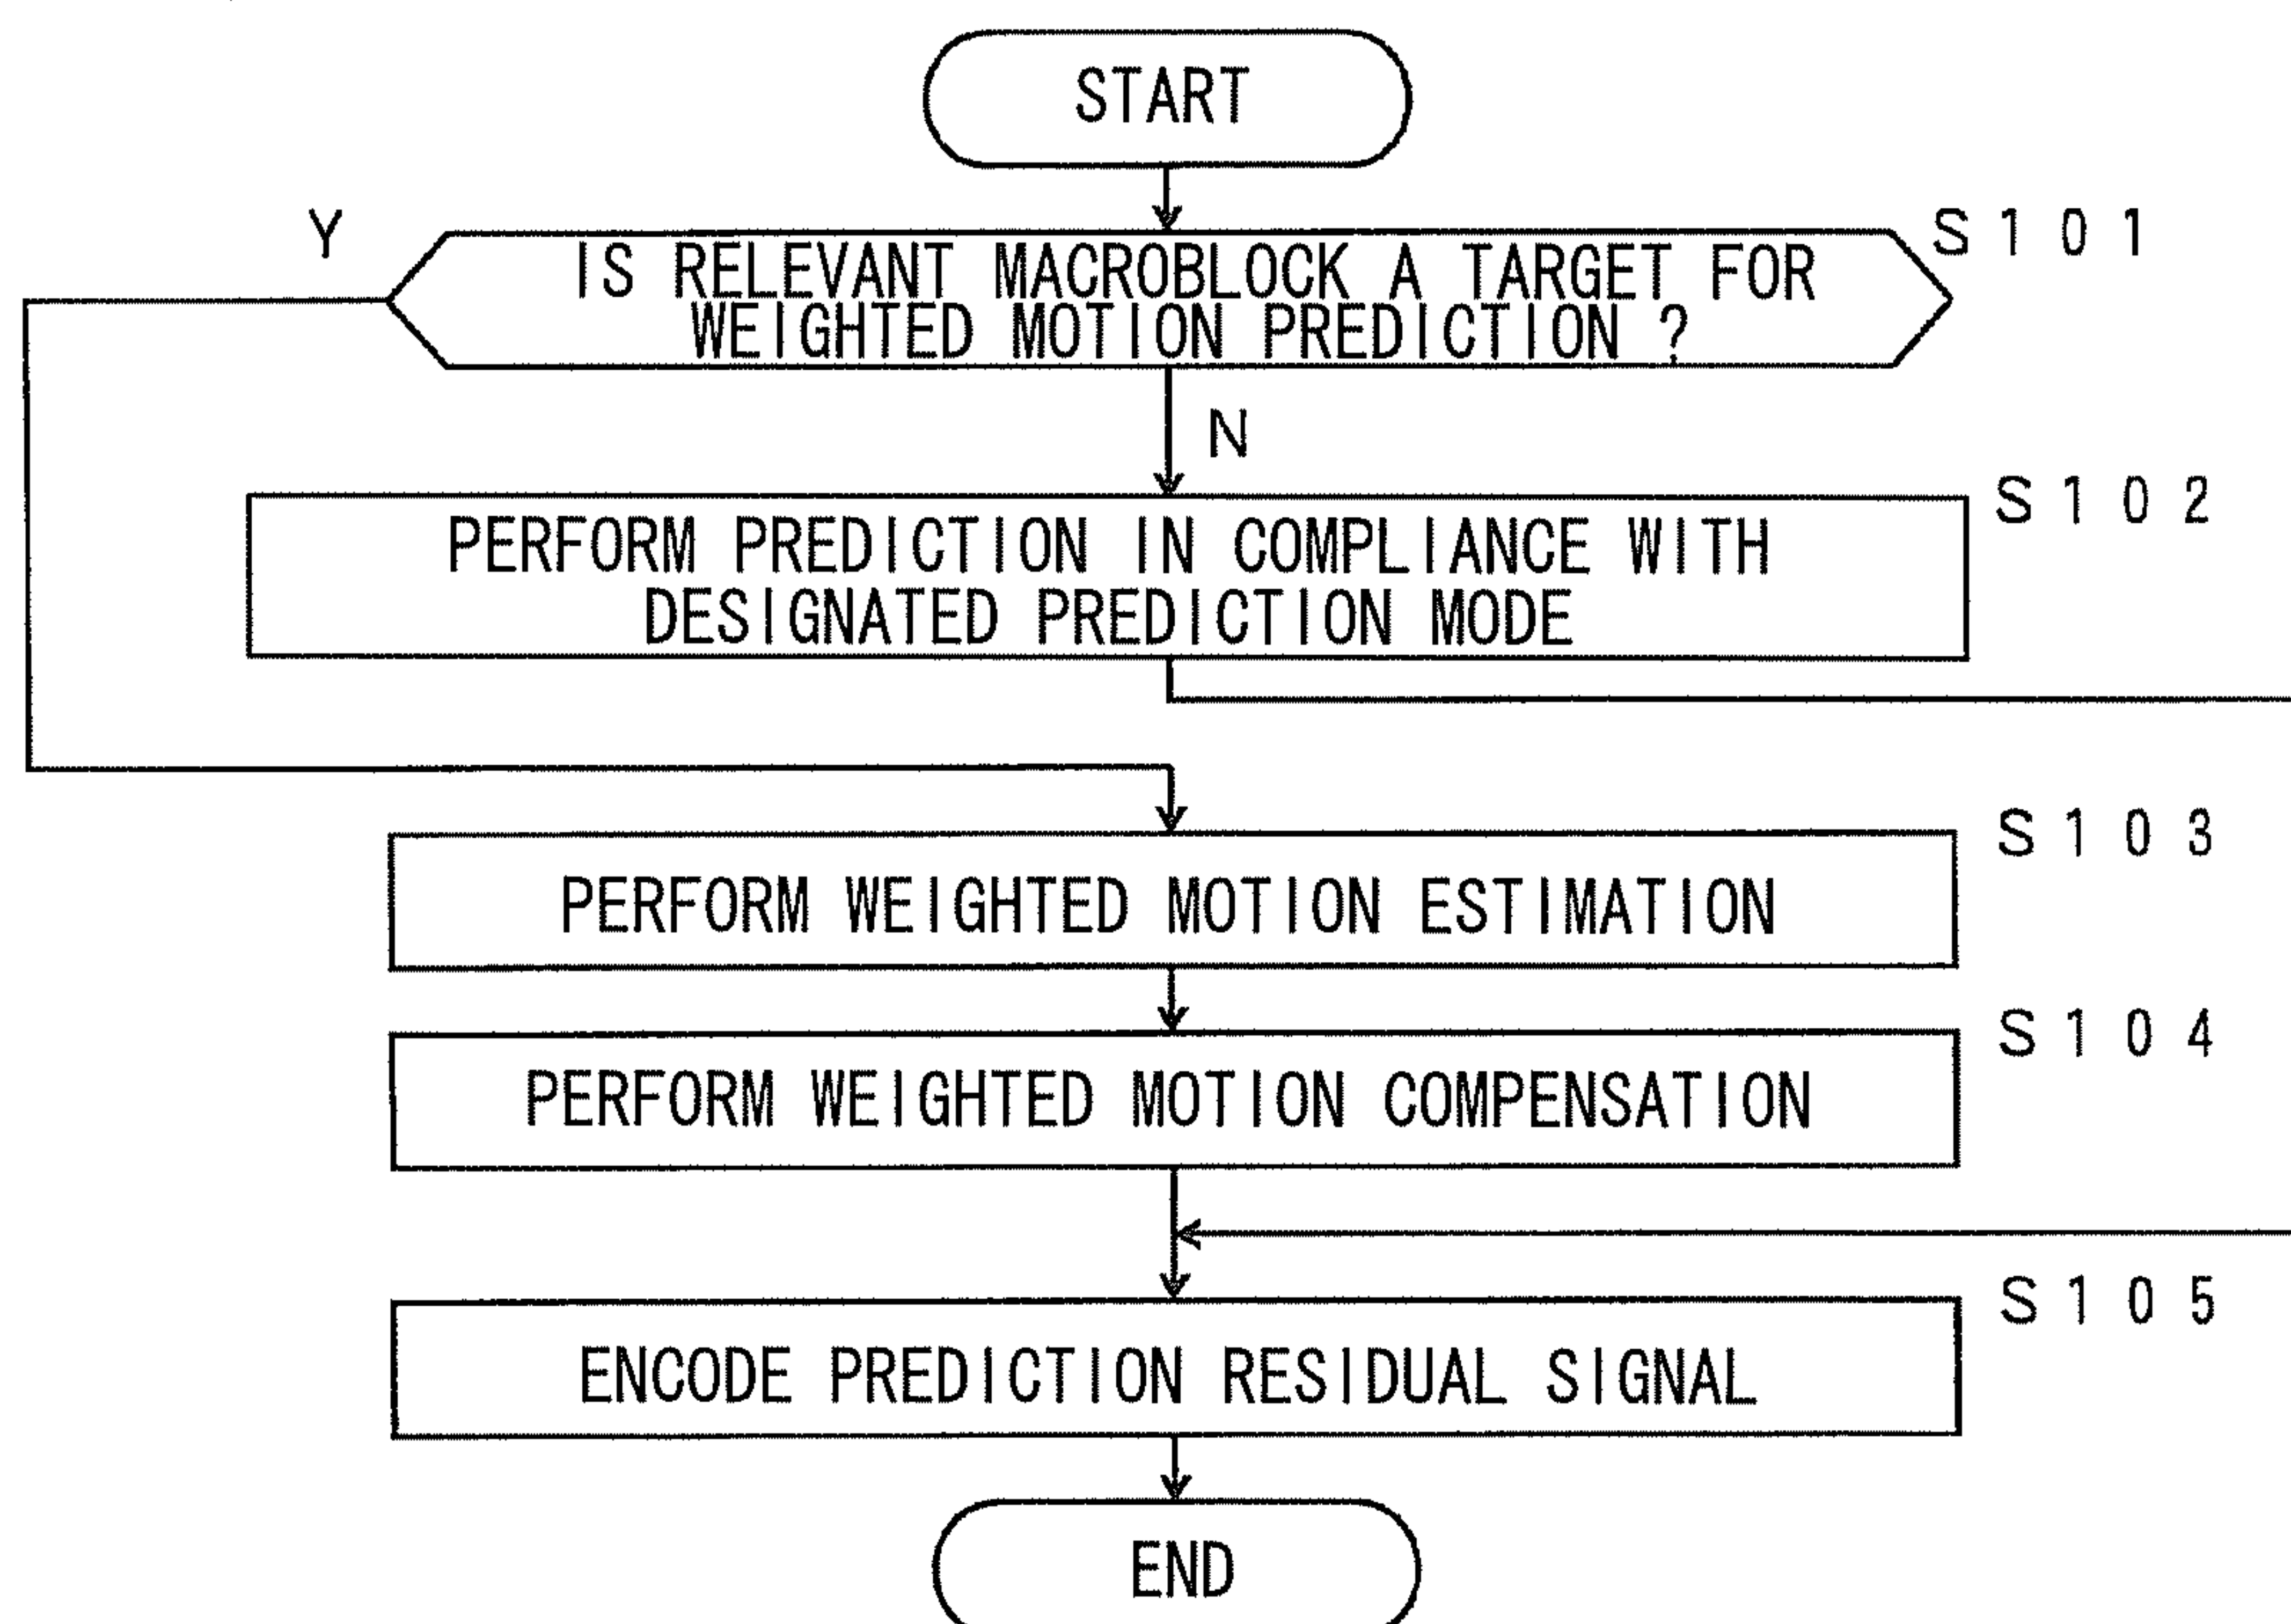 START
Y
S101
IS RELEVANT MACROBLOCK A TARGET FOR
WEIGHTED MOTION PREDICTION ?
N
S102
PERFORM PREDICTION IN COMPLIANCE WITH
DESIGNATED PREDICTION MODE
S103
PERFORM WEIGHTED MOTION ESTIMATION
S104
PERFORM WEIGHTED MOTION COMPENSATION
S105
ENCODE PREDICTION RESIDUAL SIGNAL
END